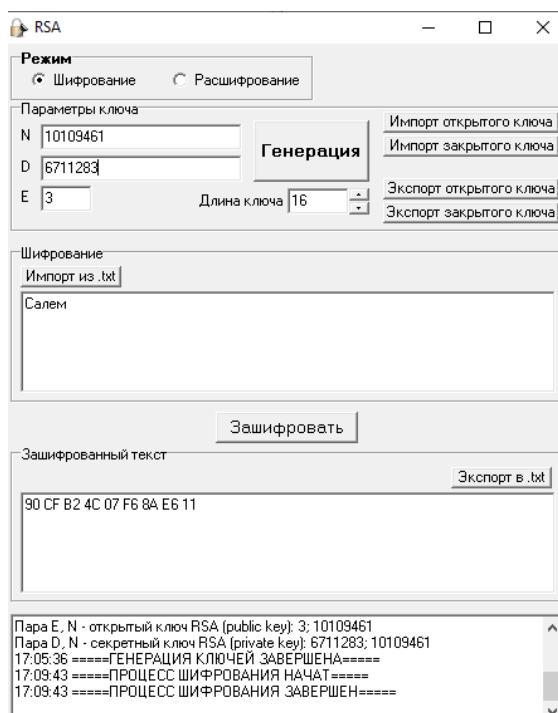 RSA
Режим
Шифрование Расшифрование
Параметры ключа
N 10109461
D 6711283
E 3
Генерация
Длина ключа 16
Импорт открытого ключа
Импорт закрытого ключа
Экспорт открытого ключа
Экспорт закрытого ключа
Шифрование
Импорт из .txt
Салем
Зашифровать
Зашифрованный текст
Экспорт в .txt
90 CF B2 4C 07 F6 8A E6 11
Пара E, N - открытый ключ RSA (public key): 3; 10109461
Пара D, N - секретный ключ RSA (private key): 6711283; 10109461
17:05:36 =====ГЕНЕРАЦИЯ КЛЮЧЕЙ ЗАВЕРШЕНА=====
17:09:43 =====ПРОЦЕСС ШИФРОВАНИЯ НАЧАТ=====
17:09:43 =====ПРОЦЕСС ШИФРОВАНИЯ ЗАВЕРШЕН=====